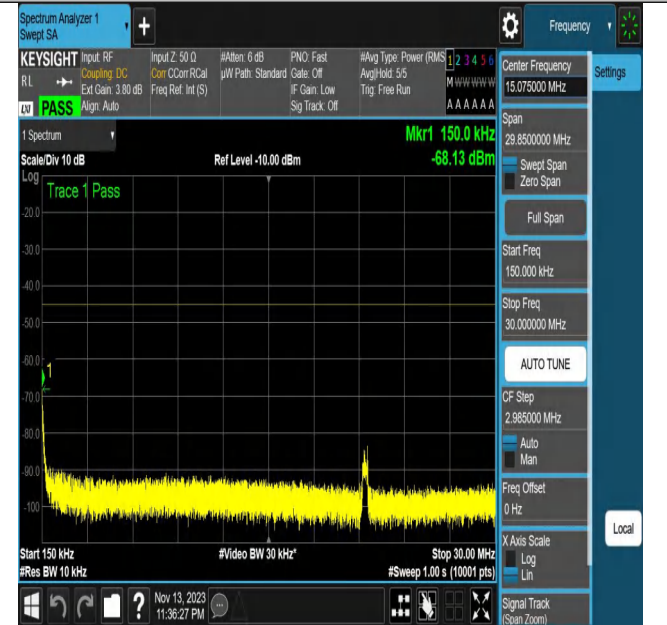 Spectrum Analyzer 1
Swept SA
+
Frequency
KEYSIGHT
RL
LXI
PASS
Input: RF
Coupling: DC
Ext Gain: 3.80 dB
Align: Auto
Input Z: 50 Ω
Corr CCorr RCal
Freq Ref: Int (S)
#Atten: 6 dB
µW Path: Standard
PNO: Fast
Gate: Off
IF Gain: Low
Sig Track: Off
#Avg Type: Power (RMS
Avg|Hold: 5/5
Trig: Free Run
1 2 3 4 5 6
M W W W W W
A A A A A A
1 Spectrum
Scale/Div 10 dB
Log
Ref Level -10.00 dBm
Mkr1 150.0 kHz
-68.13 dBm
Trace 1 Pass
-20.0
-30.0
-40.0
-50.0
-60.0
1
-70.0
-80.0
-90.0
-100
Start 150 kHz
#Res BW 10 kHz
#Video BW 30 kHz*
Stop 30.00 MHz
#Sweep 1.00 s (10001 pts)
?
Nov 13, 2023
11:36:27 PM
Center Frequency
15.075000 MHz
Span
29.8500000 MHz
Swept Span
Zero Span
Full Span
Start Freq
150.000 kHz
Stop Freq
30.000000 MHz
AUTO TUNE
CF Step
2.985000 MHz
Auto
Man
Freq Offset
0 Hz
X Axis Scale
Log
Lin
Signal Track
(Span Zoom)
Settings
Local